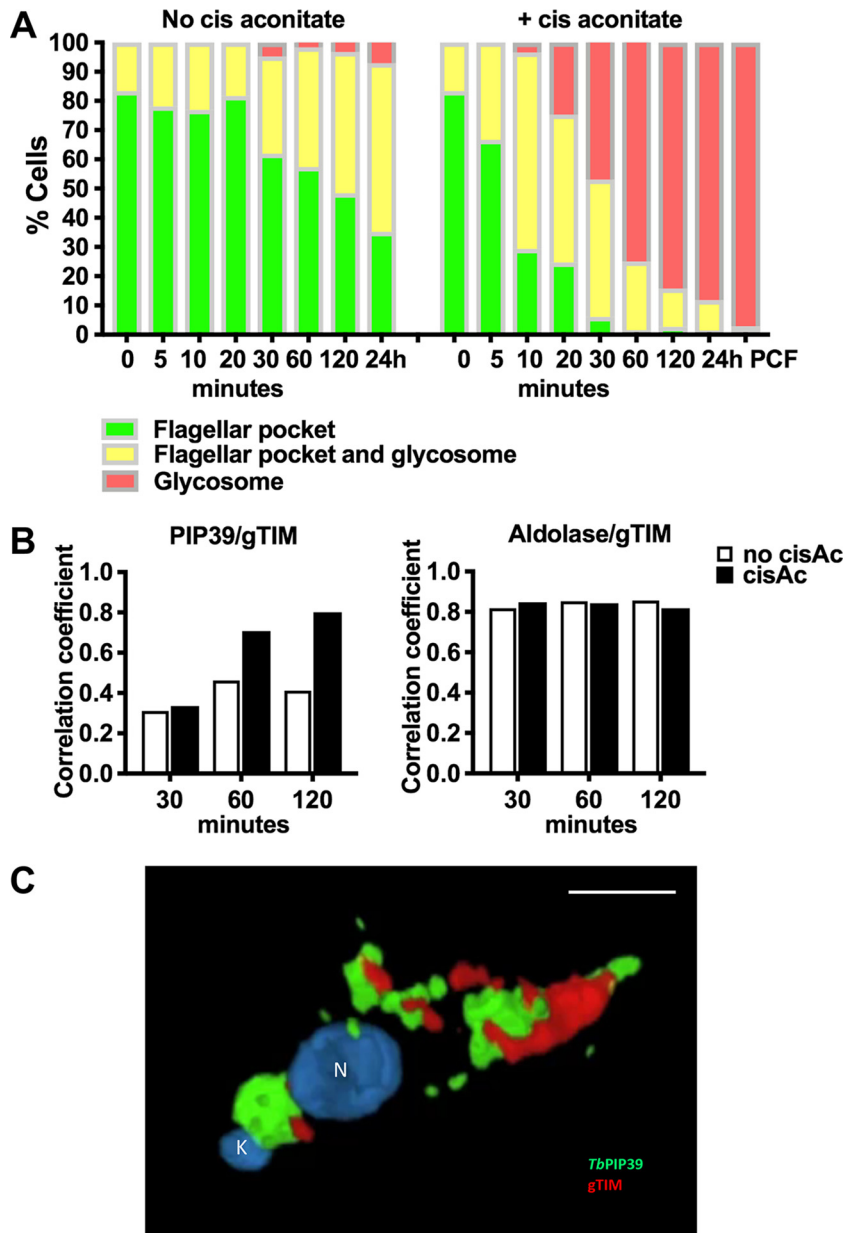 A
No cis aconitate
+ cis aconitate
% Cells
100
90
80
70
60
50
40
30
20
10
0
0 5 10 20 30 60 120 24h
0 5 10 20 30 60 120 24h PCF
minutes
minutes
Flagellar pocket
Flagellar pocket and glycosome
Glycosome
B
PIP39/gTIM
Correlation coefficient
1.0
0.8
0.6
0.4
0.2
0.0
30 60 120
minutes
Aldolase/gTIM
Correlation coefficient
1.0
0.8
0.6
0.4
0.2
0.0
30 60 120
minutes
no cisAc
cisAc
C
N
K
TbPIP39
gTIM